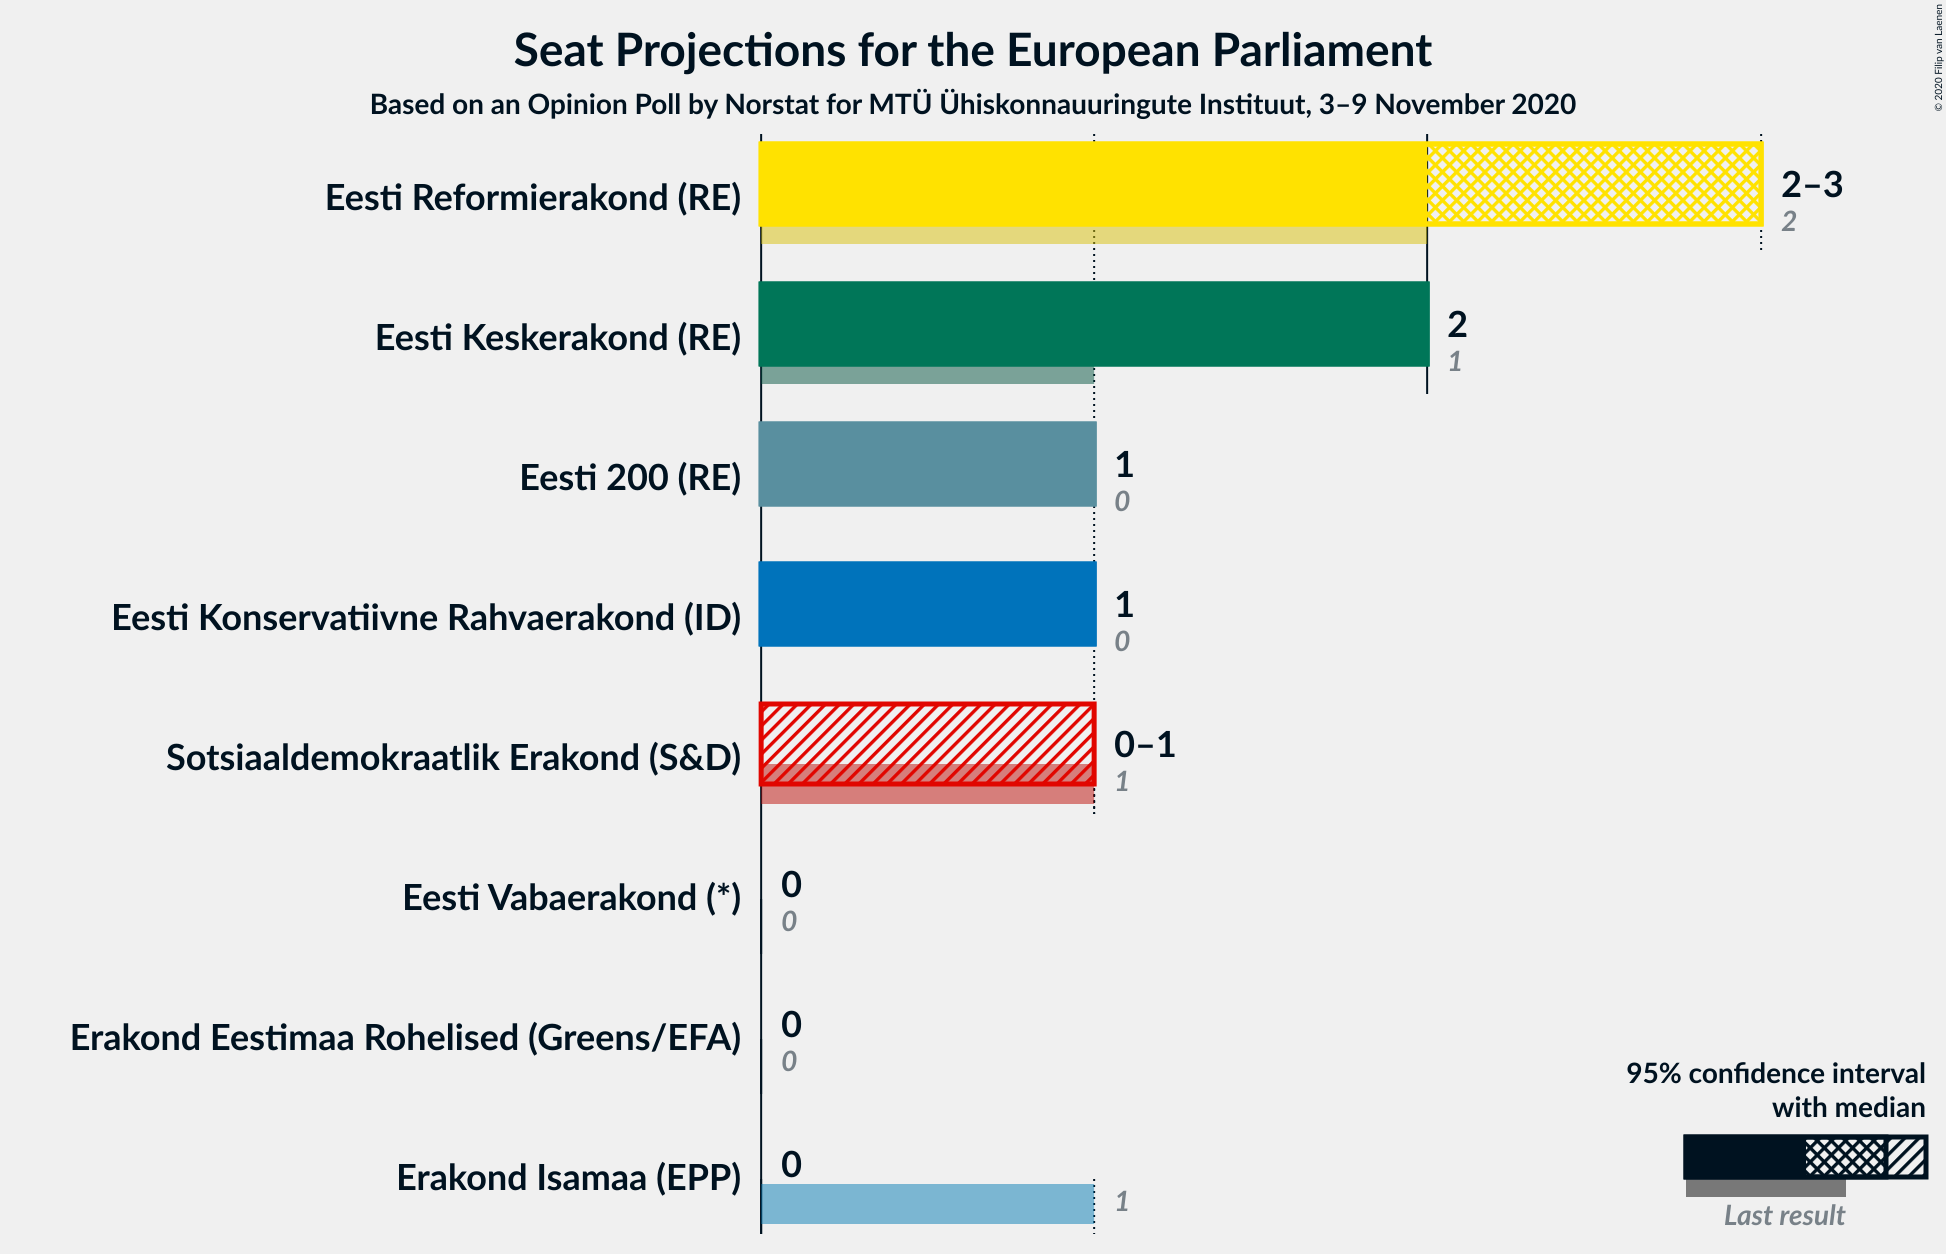 Seat Projections for the European Parliament
Based on an Opinion Poll by Norstat for MTÜ Ühiskonnauuringute Instituut, 3–9 November 2020
© 2020 Filip van Laenen
Eesti Reformierakond (RE)
2–3
2
Eesti Keskerakond (RE)
2
1
Eesti 200 (RE)
1
0
Eesti Konservatiivne Rahvaerakond (ID)
1
0
Sotsiaaldemokraatlik Erakond (S&D)
0–1
1
Eesti Vabaerakond (*)
0
0
Erakond Eestimaa Rohelised (Greens/EFA)
0
0
Erakond Isamaa (EPP)
0
1
95% confidence interval
with median
Last result